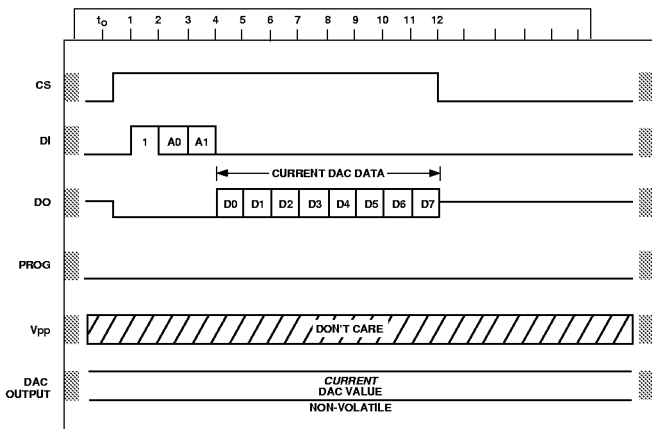 to 1 2 3 4 5 6 7 8 9 10 11 12
CS
DI 1 A0 A1
CURRENT DAC DATA
DO D0 D1 D2 D3 D4 D5 D6 D7
PROG
Vpp DON'T CARE
DAC OUTPUT
CURRENT
DAC VALUE
NON-VOLATILE